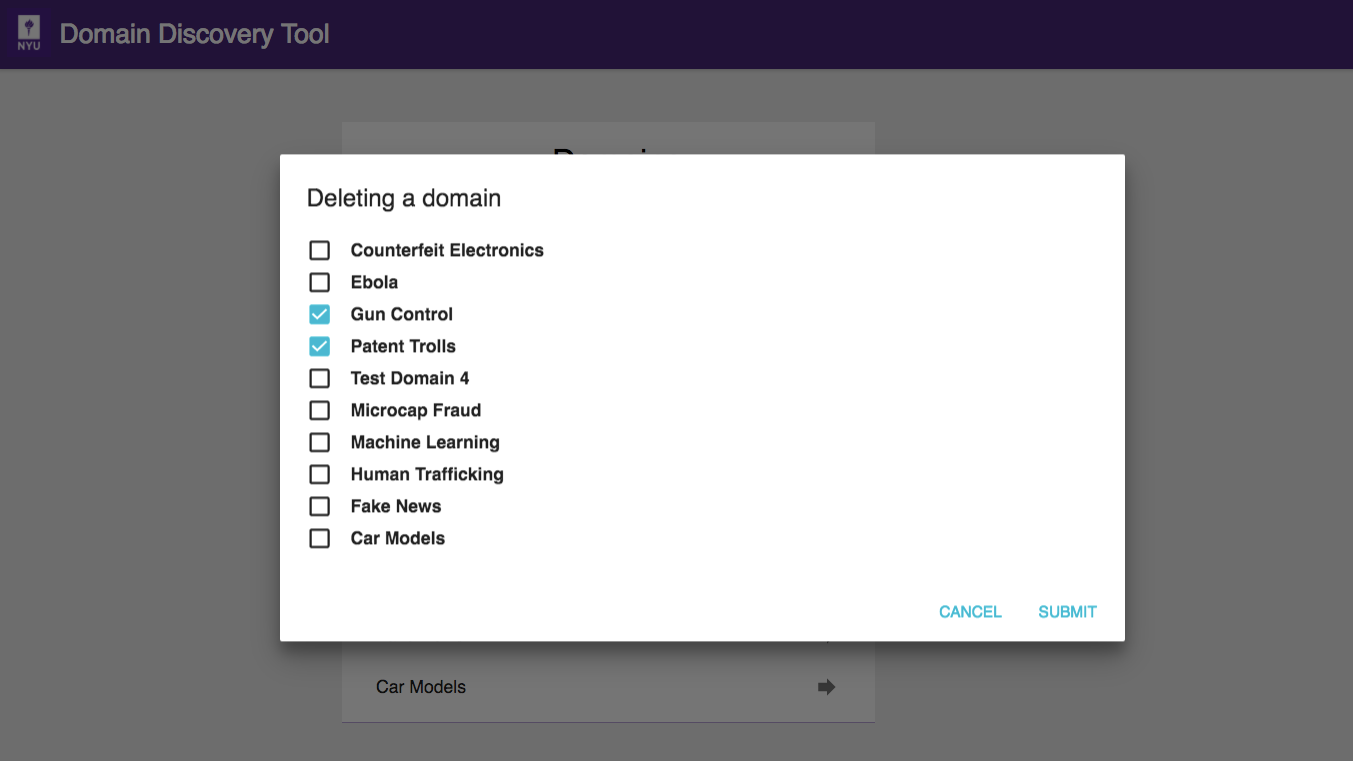 NYU
Domain Discovery Tool
Deleting a domain
Counterfeit Electronics
Ebola
Gun Control
Patent Trolls
Test Domain 4
Microcap Fraud
Machine Learning
Human Trafficking
Fake News
Car Models
CANCEL
SUBMIT
Car Models